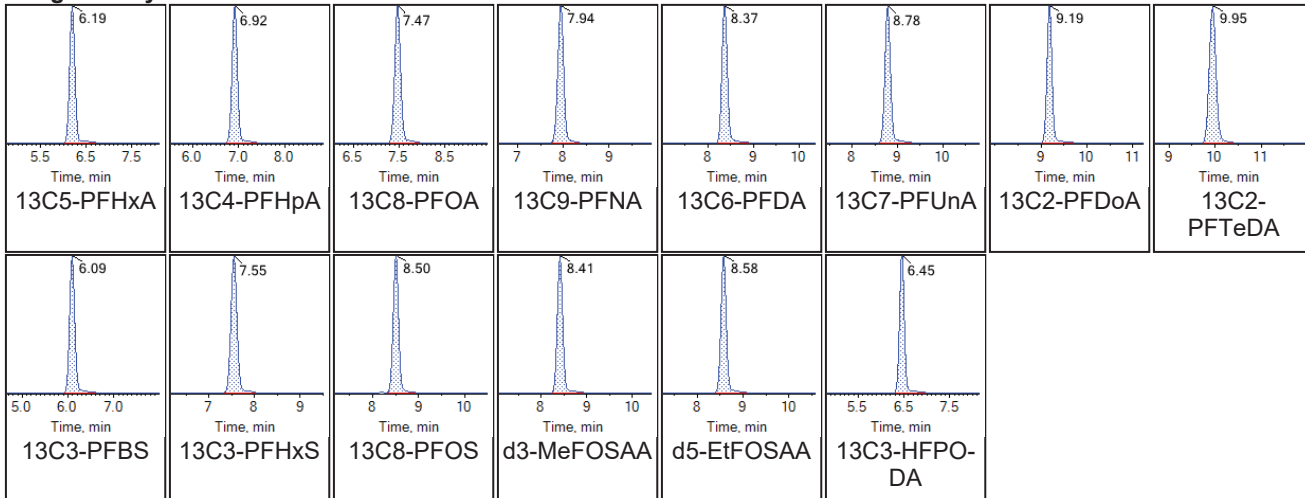 6.19
5.5 6.5 7.5
Time, min
13C5-PFHxA
6.92
6.0 7.0 8.0
Time, min
13C4-PFHpA
7.47
6.5 7.5 8.5
Time, min
13C8-PFOA
7.94
7 8 9
Time, min
13C9-PFNA
8.37
8 9 10
Time, min
13C6-PFDA
8.78
8 9 10
Time, min
13C7-PFUnA
9.19
9 10 11
Time, min
13C2-PFDoA
9.95
9 10 11
Time, min
13C2-
PFTeDA
6.09
5.0 6.0 7.0
Time, min
13C3-PFBS
7.55
7 8 9
Time, min
13C3-PFHxS
8.50
8 9 10
Time, min
13C8-PFOS
8.41
8 9 10
Time, min
d3-MeFOSAA
8.58
8 9 10
Time, min
d5-EtFOSAA
6.45
5.5 6.5 7.5
Time, min
13C3-HFPO-
DA